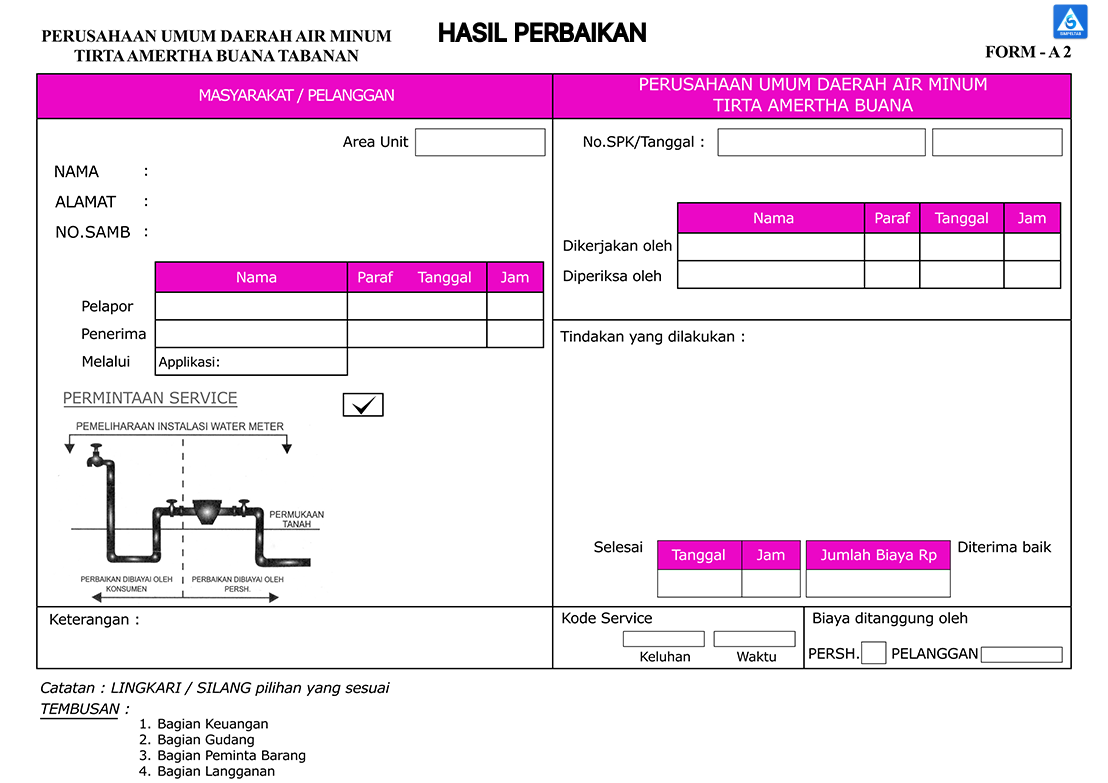 PERUSAHAAN UMUM DAERAH AIR MINUM
TIRTA AMERTHA BUANA TABANAN
HASIL PERBAIKAN
SIMPELTAB
FORM - A 2
MASYARAKAT / PELANGGAN
Area Unit
NAMA :
ALAMAT :
NO.SAMB :
Nama Paraf Tanggal Jam
Pelapor
Penerima
Melalui Applikasi:
PERMINTAAN SERVICE
PEMELIHARAAN INSTALASI WATER METER
PERMUKAAN
TANAH
PERBAIKAN DIBIAYAI OLEH
KONSUMEN
PERBAIKAN DIBIAYAI OLEH
PERSH.
Keterangan :
PERUSAHAAN UMUM DAERAH AIR MINUM
TIRTA AMERTHA BUANA
No.SPK/Tanggal :
Nama Paraf Tanggal Jam
Dikerjakan oleh
Diperiksa oleh
Tindakan yang dilakukan :
Selesai Tanggal Jam Jumlah Biaya Rp Diterima baik
Kode Service
Keluhan Waktu
Biaya ditanggung oleh
PERSH. PELANGGAN
Catatan : LINGKARI / SILANG pilihan yang sesuai
TEMBUSAN :
1. Bagian Keuangan
2. Bagian Gudang
3. Bagian Peminta Barang
4. Bagian Langganan